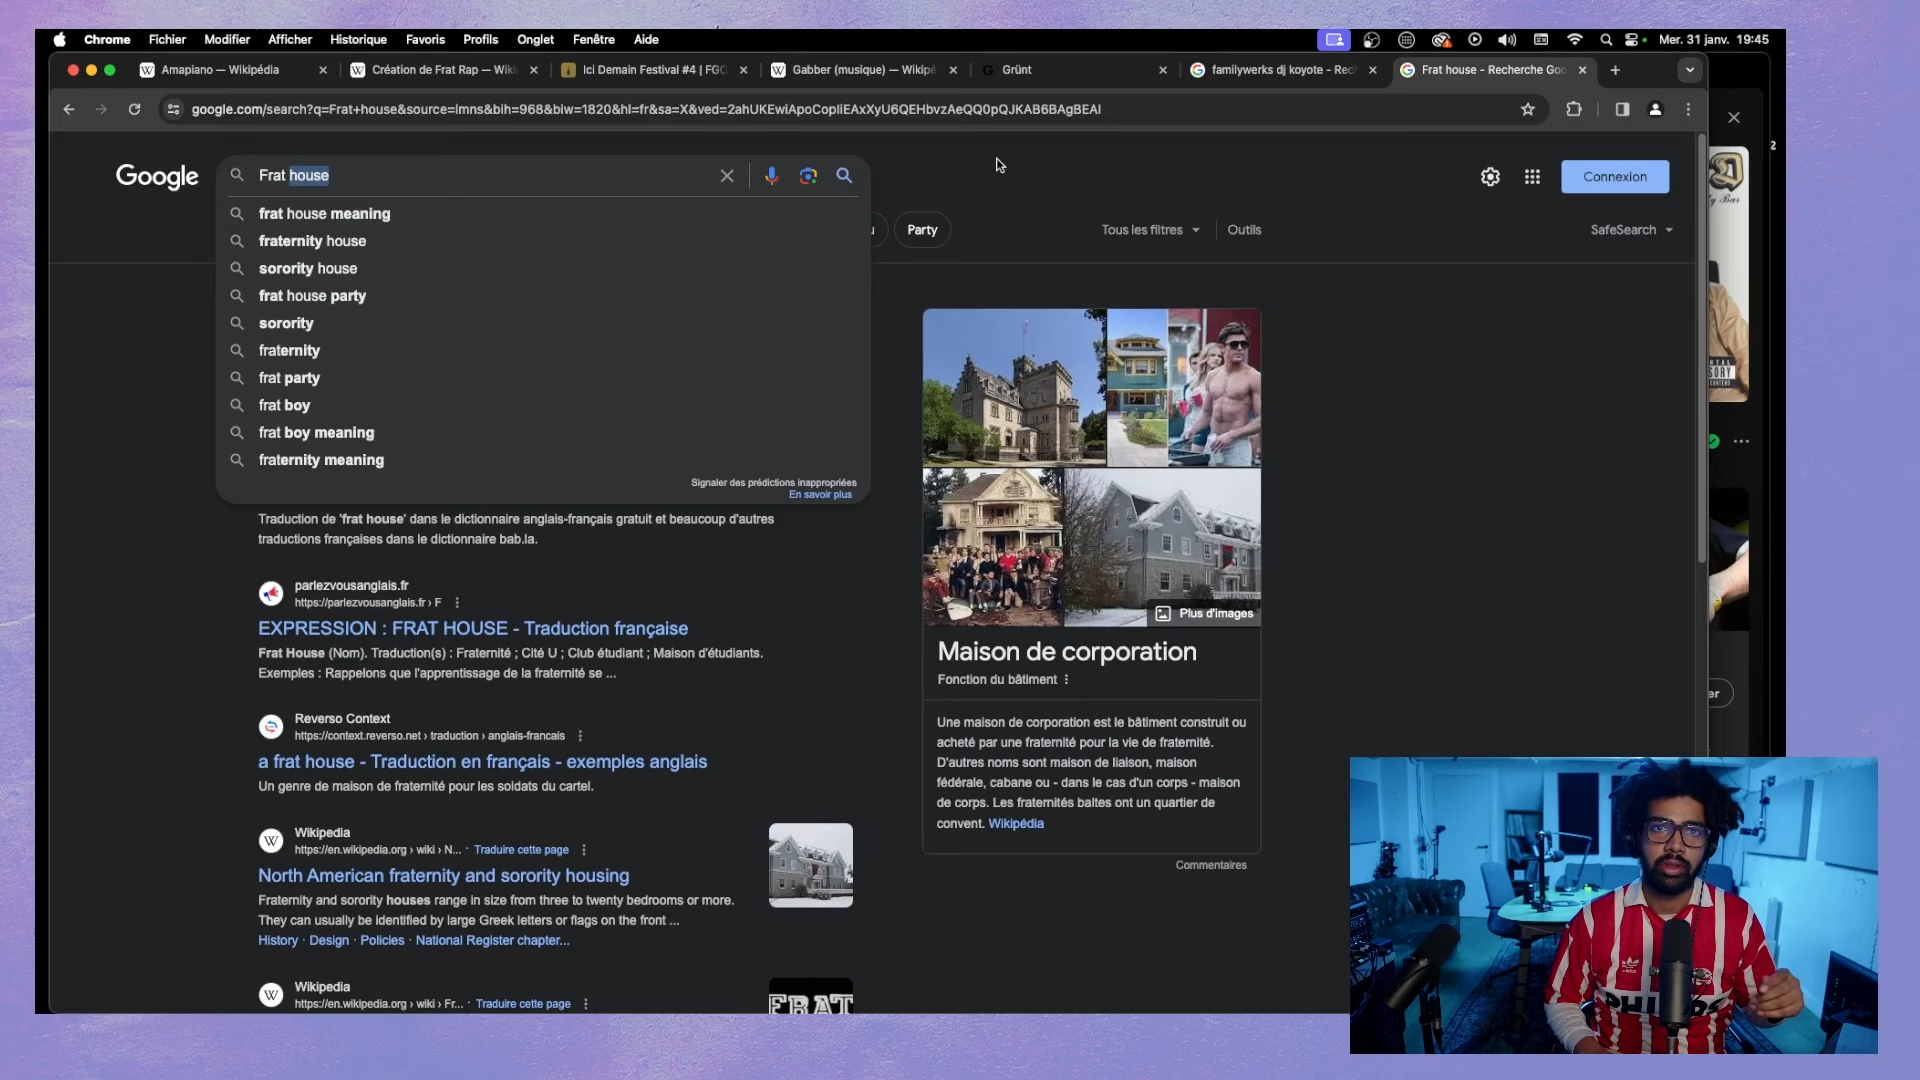 Chrome Fichier Modifier Afficher Historique Favoris Profils Onglet Fenêtre Aide Mer. 31 janv. 19:45
Amapiano — Wikipédia
Création de Frat Rap — Wiki
Ici Demain Festival #4 | FGO
Gabber (musique) — Wikipé
Grünt
familywerks dj koyote - Rec
Frat house - Recherche Goo
google.com/search?q=Frat+house&source=lmns&bih=968&biw=1820&hl=fr&sa=X&ved=2ahUKEwiApoCopIiEAxXyU6QEHbvzAeQQ0pQJKAB6BAgBEAI
Google
Frat house
Connexion
frat house meaning
fraternity house
sorority house
frat house party
sorority
fraternity
frat party
frat boy
frat boy meaning
fraternity meaning
Signaler des prédictions inappropriées
En savoir plus
Party
Tous les filtres
Outils
SafeSearch
Traduction de 'frat house' dans le dictionnaire anglais-français gratuit et beaucoup d'autres
traductions françaises dans le dictionnaire bab.la.
parlezvousanglais.fr
https://parlezvousanglais.fr › F
EXPRESSION : FRAT HOUSE - Traduction française
Frat House (Nom). Traduction(s) : Fraternité ; Cité U ; Club étudiant ; Maison d'étudiants.
Exemples : Rappelons que l'apprentissage de la fraternité se ...
Reverso Context
https://context.reverso.net › traduction › anglais-francais
a frat house - Traduction en français - exemples anglais
Un genre de maison de fraternité pour les soldats du cartel.
Wikipedia
https://en.wikipedia.org › wiki › N... · Traduire cette page
North American fraternity and sorority housing
Fraternity and sorority houses range in size from three to twenty bedrooms or more.
They can usually be identified by large Greek letters or flags on the front ...
History · Design · Policies · National Register chapter...
Wikipedia
https://en.wikipedia.org › wiki › Fr... · Traduire cette page
FRAT
Plus d'images
Maison de corporation
Fonction du bâtiment
Une maison de corporation est le bâtiment construit ou
acheté par une fraternité pour la vie de fraternité.
D'autres noms sont maison de liaison, maison
fédérale, cabane ou - dans le cas d'un corps - maison
de corps. Les fraternités baltes ont un quartier de
convent. Wikipédia
Commentaires
2
y Bar
er
adidas
PHILIPS